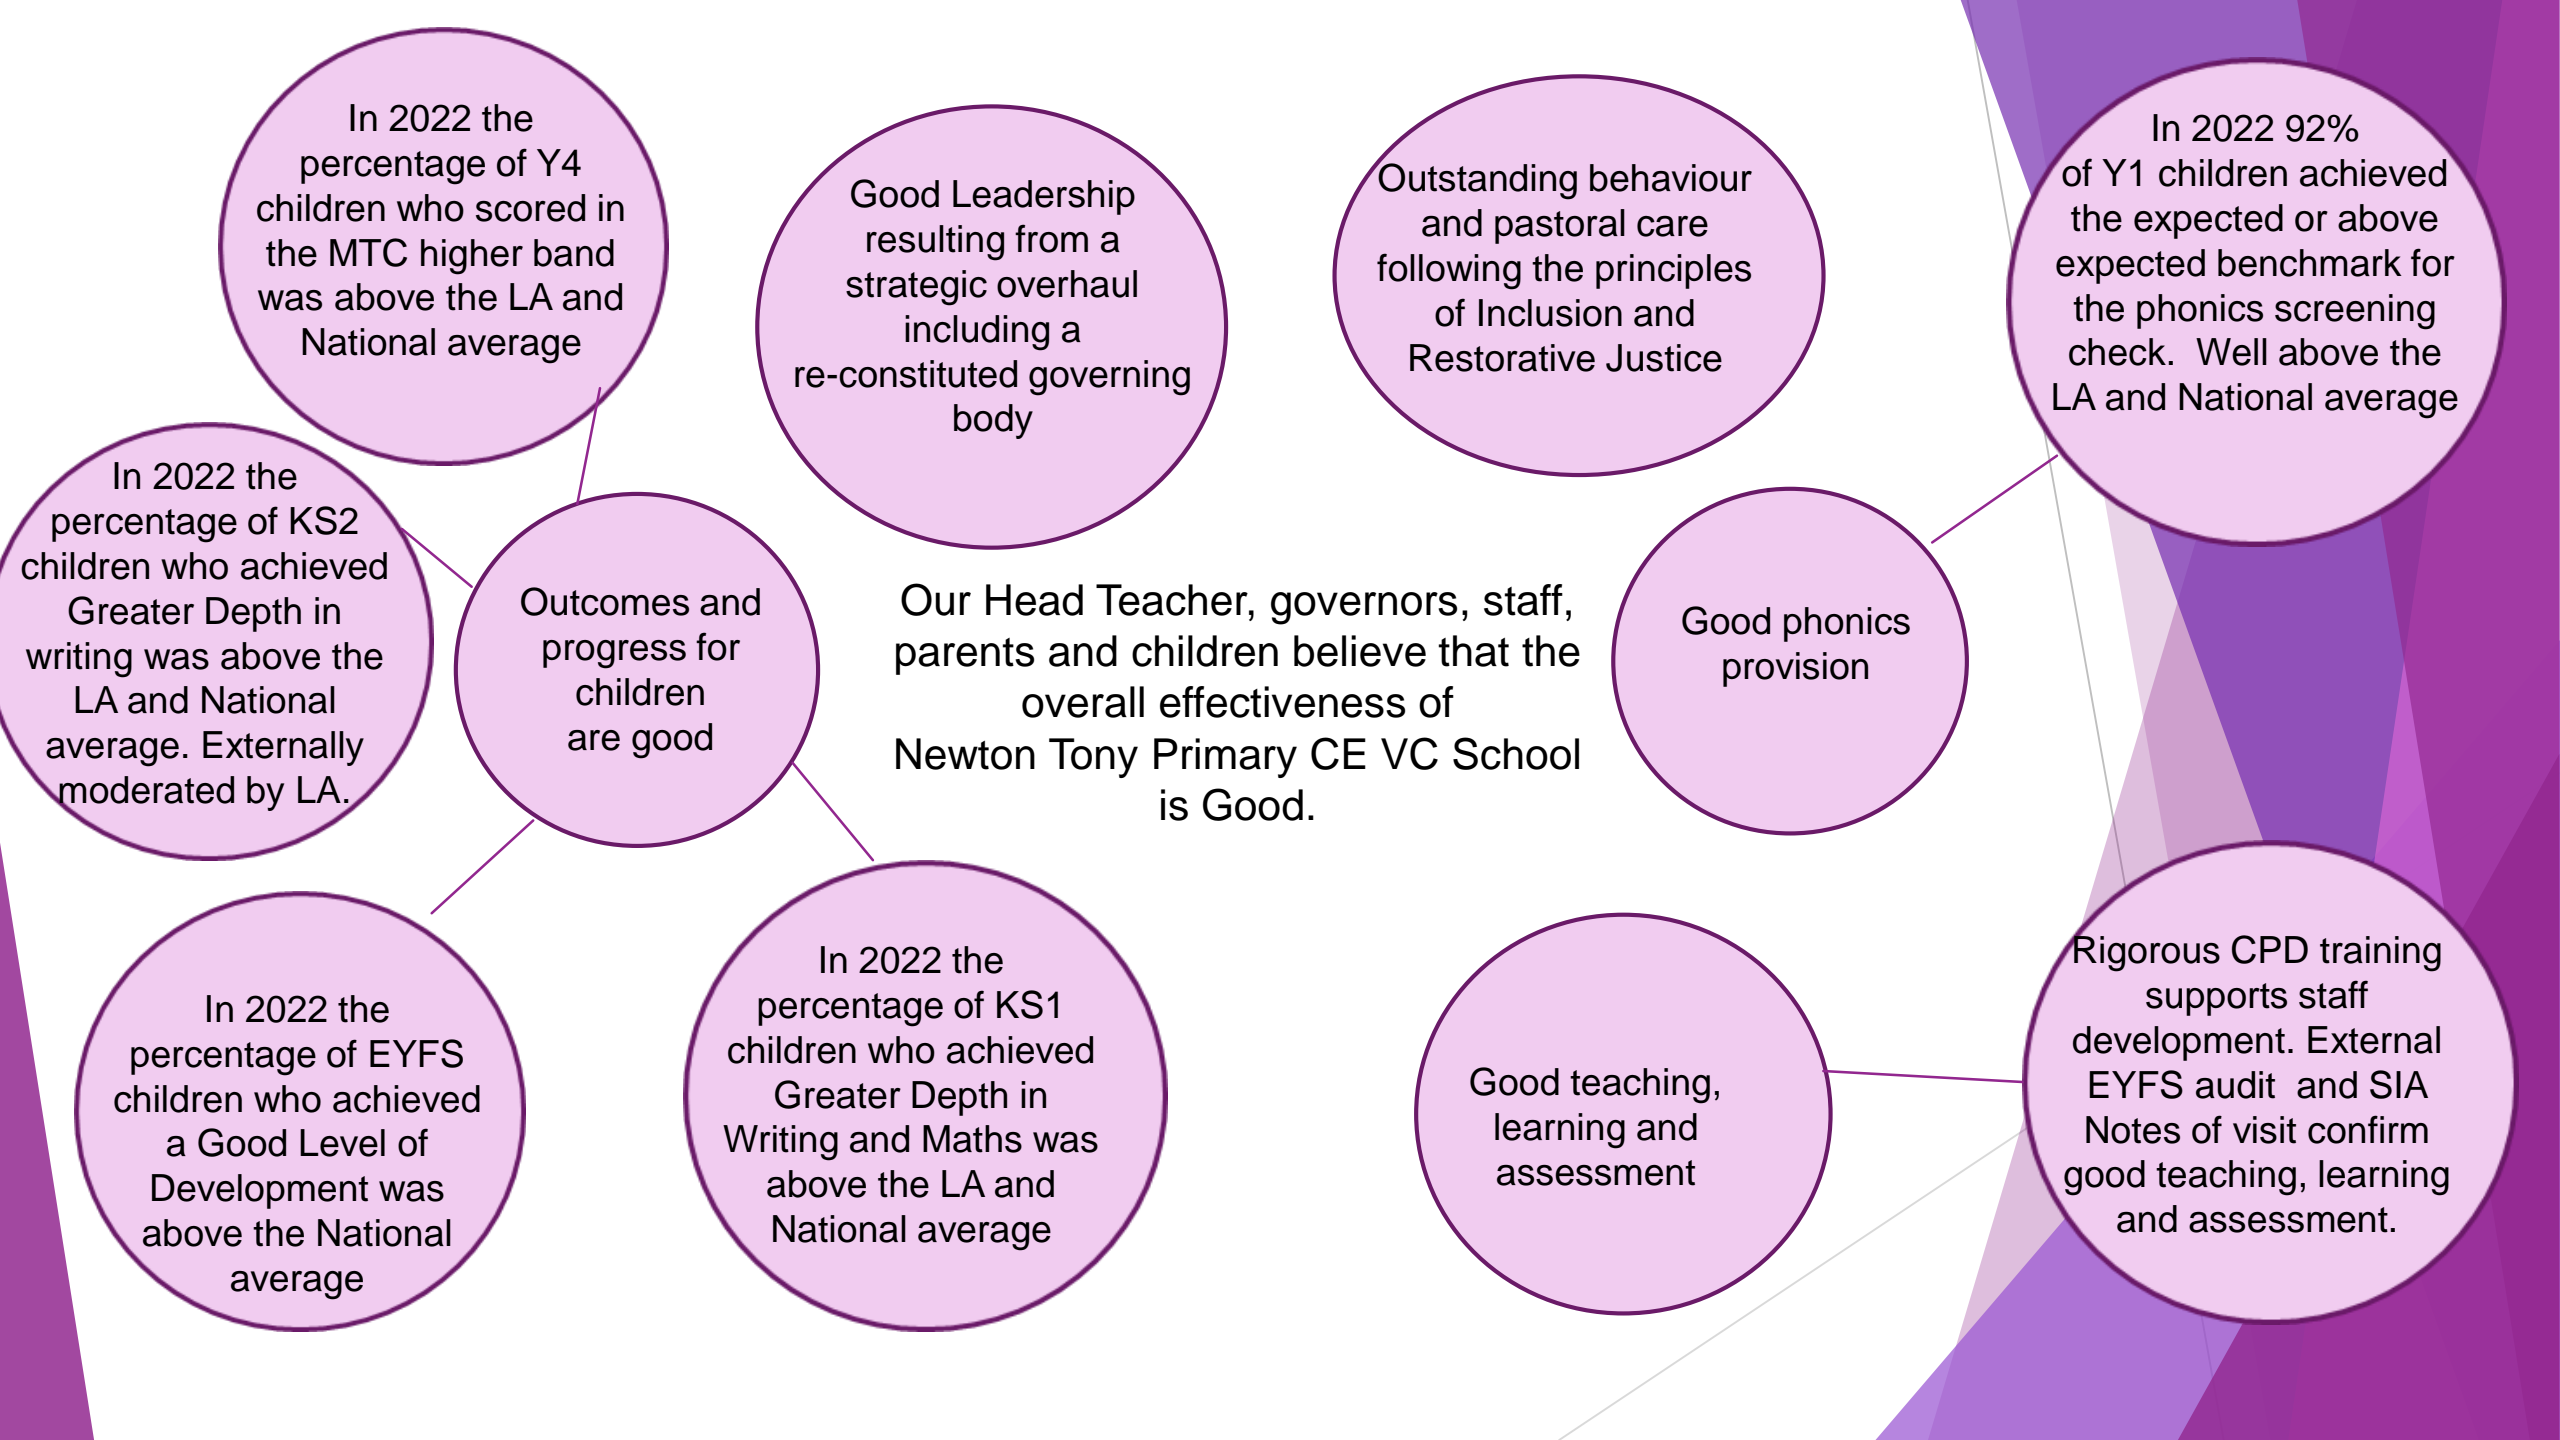 In 2022 the
percentage of Y4
children who scored in
the MTC higher band
was above the LA and
National average
Good Leadership
resulting from a
strategic overhaul
including a
re-constituted governing
body
Outstanding behaviour
and pastoral care
following the principles
of Inclusion and
Restorative Justice
In 2022 92%
of Y1 children achieved
the expected or above
expected benchmark for
the phonics screening
check.  Well above the
LA and National average
In 2022 the
percentage of KS2
children who achieved
Greater Depth in
writing was above the
LA and National
average. Externally
moderated by LA.
Outcomes and
progress for
children
are good
Our Head Teacher, governors, staff,
parents and children believe that the
overall effectiveness of
Newton Tony Primary CE VC School
is Good.
Good phonics
provision
In 2022 the
percentage of EYFS
children who achieved
a Good Level of
Development was
above the National
average
In 2022 the
percentage of KS1
children who achieved
Greater Depth in
Writing and Maths was
above the LA and
National average
Good teaching,
learning and
assessment
Rigorous CPD training
supports staff
development. External
EYFS audit  and SIA
Notes of visit confirm
good teaching, learning
and assessment.